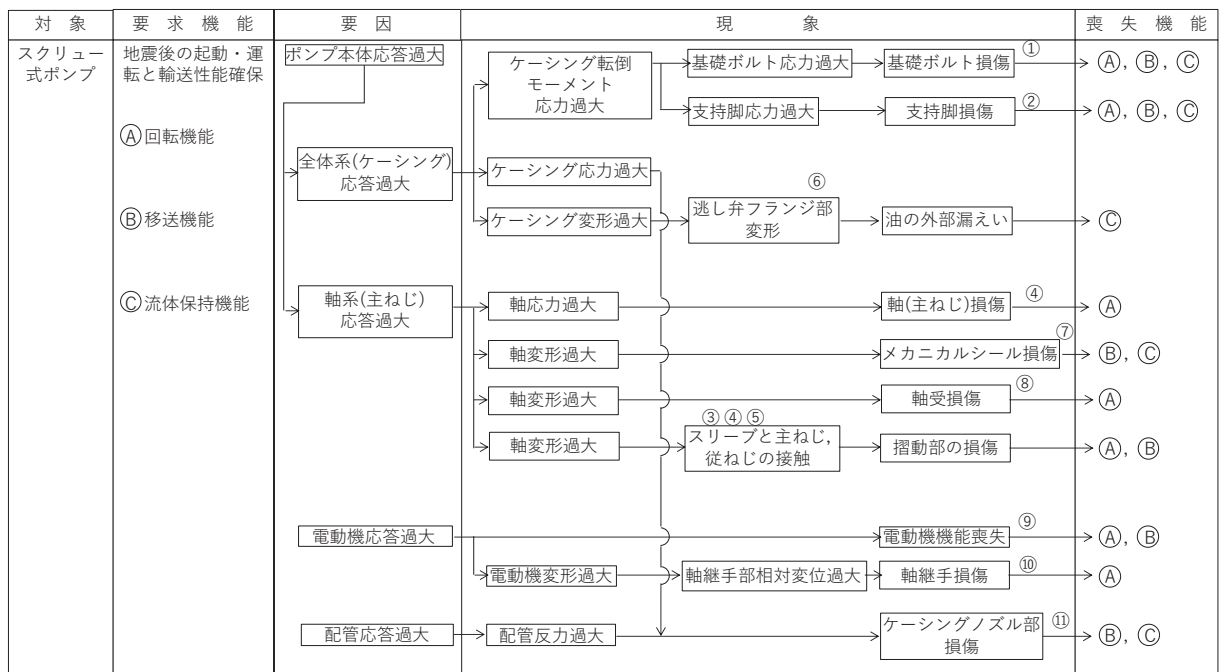 対象
要求機能
要因
現象
喪失機能
スクリュー
式ポンプ
地震後の起動・運
転と輸送性能確保
Ⓐ回転機能
Ⓑ移送機能
Ⓒ流体保持機能
ポンプ本体応答過大
全体系(ケーシング)
応答過大
軸系(主ねじ)
応答過大
電動機応答過大
配管応答過大
ケーシング転倒
モーメント
応力過大
基礎ボルト応力過大
基礎ボルト損傷
①
Ⓐ, Ⓑ, Ⓒ
支持脚応力過大
支持脚損傷
②
Ⓐ, Ⓑ, Ⓒ
ケーシング応力過大
ケーシング変形過大
⑥
逃し弁フランジ部
変形
油の外部漏えい
Ⓒ
軸応力過大
軸(主ねじ)損傷
④
Ⓐ
軸変形過大
メカニカルシール損傷
⑦
Ⓑ, Ⓒ
軸変形過大
軸受損傷
⑧
Ⓐ
軸変形過大
③④⑤
スリーブと主ねじ,
従ねじの接触
摺動部の損傷
Ⓐ, Ⓑ
電動機機能喪失
⑨
Ⓐ, Ⓑ
電動機変形過大
軸継手部相対変位過大
軸継手損傷
⑩
Ⓐ
配管反力過大
ケーシングノズル部
損傷
⑪
Ⓑ, Ⓒ